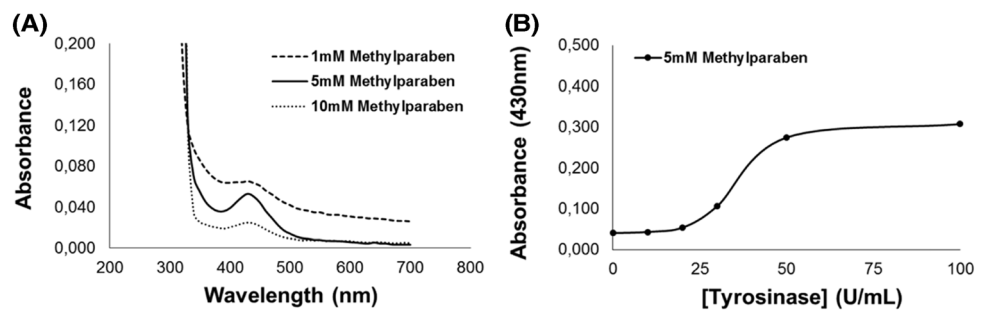 (A)
0,200
0,160
0,120
0,080
0,040
0,000
Absorbance
200 300 400 500 600 700 800
Wavelength (nm)
1mM Methylparaben
5mM Methylparaben
10mM Methylparaben
(B)
0,500
0,400
0,300
0,200
0,100
0,000
Absorbance (430nm)
0 25 50 75 100
[Tyrosinase] (U/mL)
5mM Methylparaben